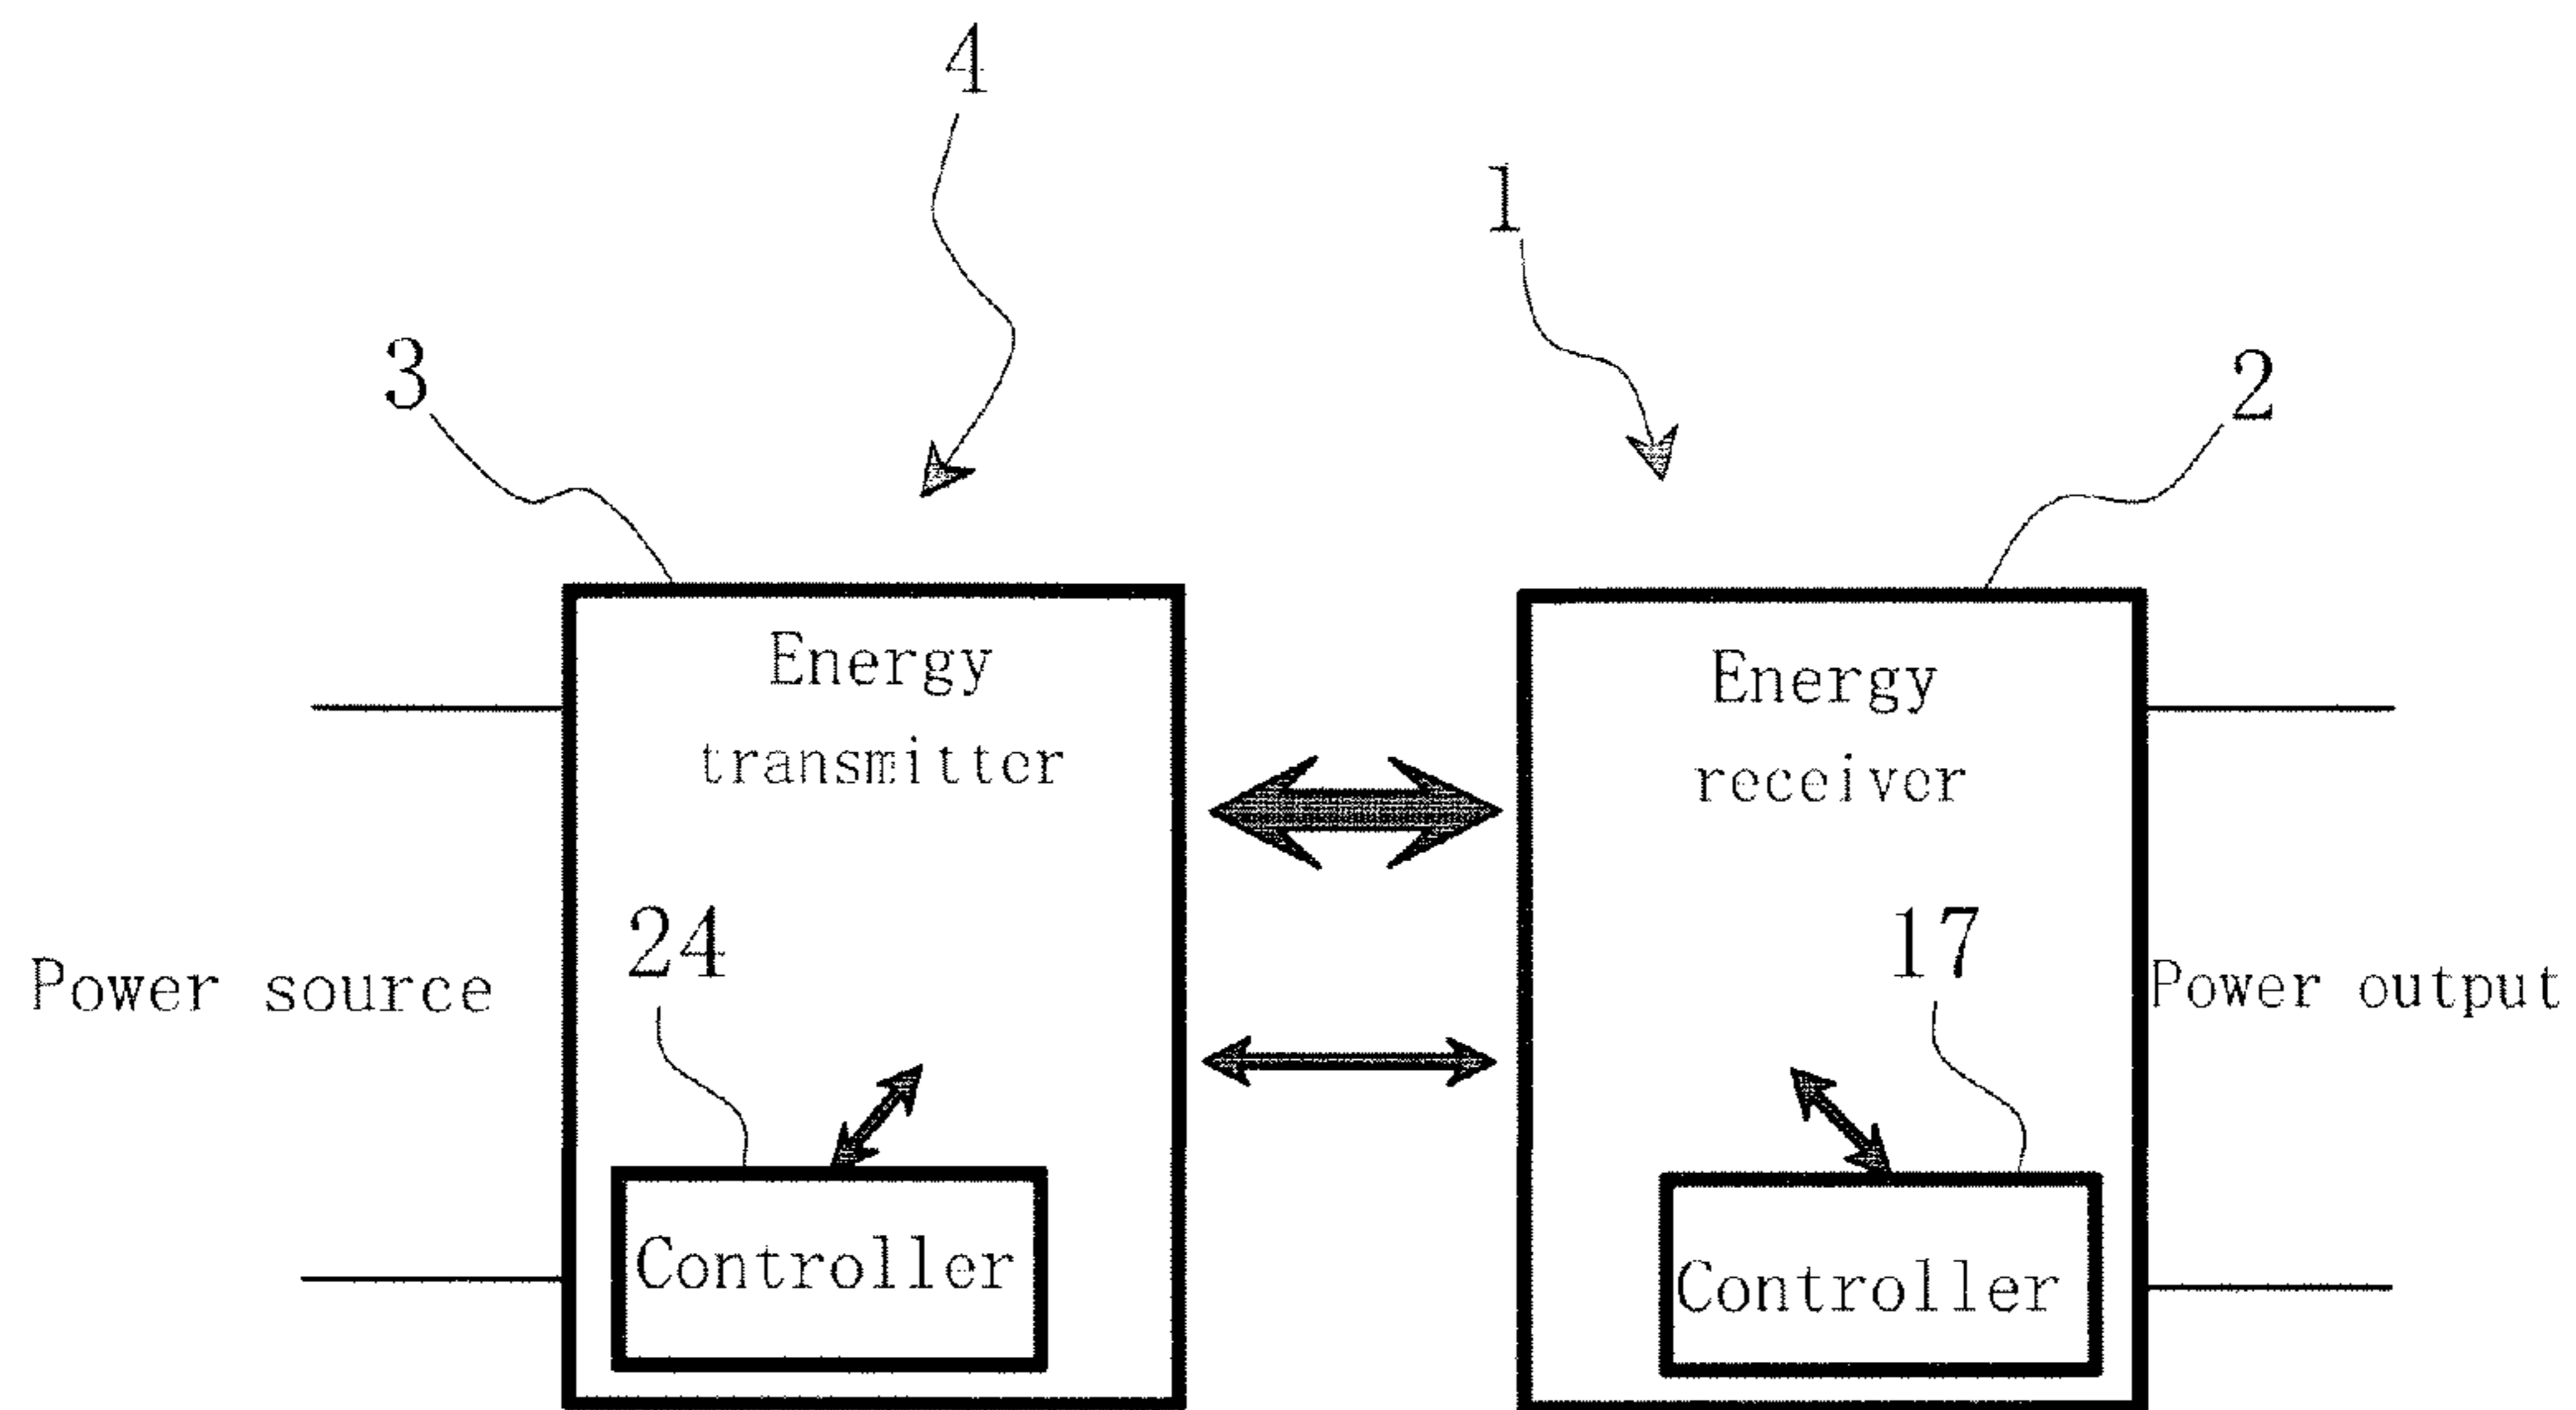 4
1
3
2
Energy
transmitter
Energy
receiver
24
17
Power source
Power output
Controller
Controller